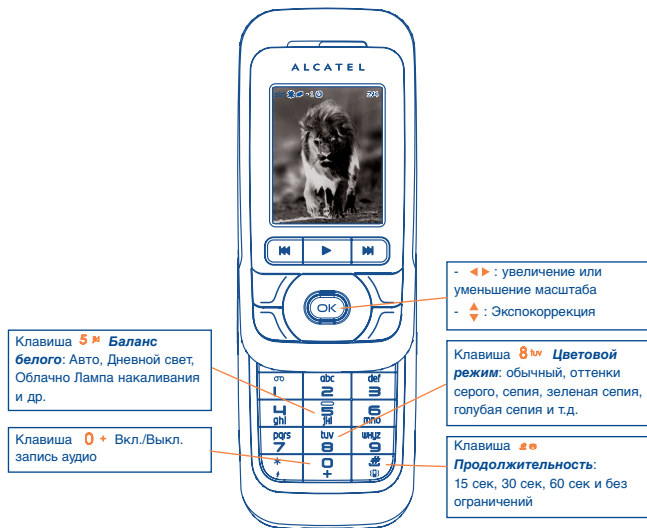 ALCATEL
OK
- ◄► : увеличение или
уменьшение масштаба
- ▲▼ : Экспокоррекция
Клавиша 5 jkl Баланс
белого: Авто, Дневной свет,
Облачно Лампа накаливания
и др.
Клавиша 8 tuv Цветовой
режим: обычный, оттенки
серого, сепия, зеленая сепия,
голубая сепия и т.д.
Клавиша 0 + Вкл./Выкл.
запись аудио
Клавиша
Продолжительность:
15 сек, 30 сек, 60 сек и без
ограничений
1 abc 2 def 3
ghi 4 jkl 5 mno 6
pqrs 7 tuv 8 wxyz 9
* 0 + #